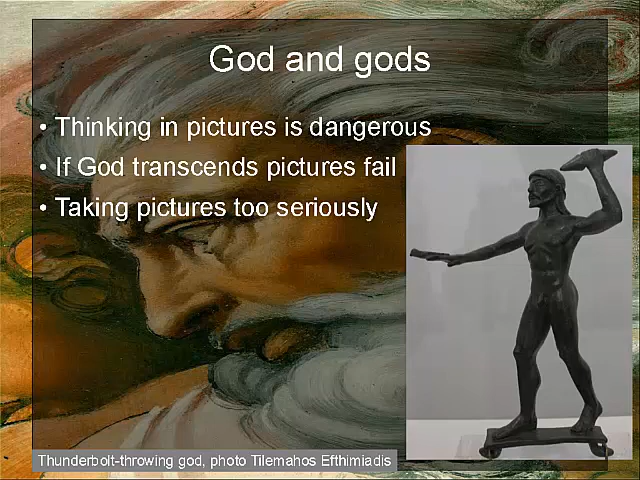 God and gods
• Thinking in pictures is dangerous
• If God transcends pictures fail
• Taking pictures too seriously
Thunderbolt-throwing god, photo Tilemahos Efthimiadis